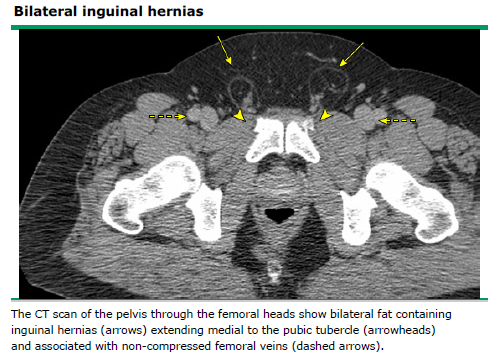 Bilateral inguinal hernias
The CT scan of the pelvis through the femoral heads show bilateral fat containing
inguinal hernias (arrows) extending medial to the pubic tubercle (arrowheads)
and associated with non-compressed femoral veins (dashed arrows).